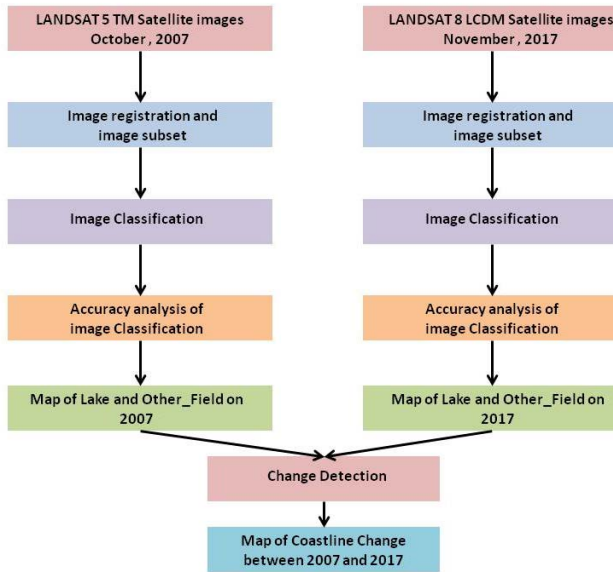 LANDSAT 5 TM Satellite images
October , 2007
LANDSAT 8 LCDM Satellite images
November , 2017
Image registration and
image subset
Image registration and
image subset
Image Classification
Image Classification
Accuracy analysis of
image Classification
Accuracy analysis of
image Classification
Map of Lake and Other_Field on
2007
Map of Lake and Other_Field on
2017
Change Detection
Map of Coastline Change
between 2007 and 2017